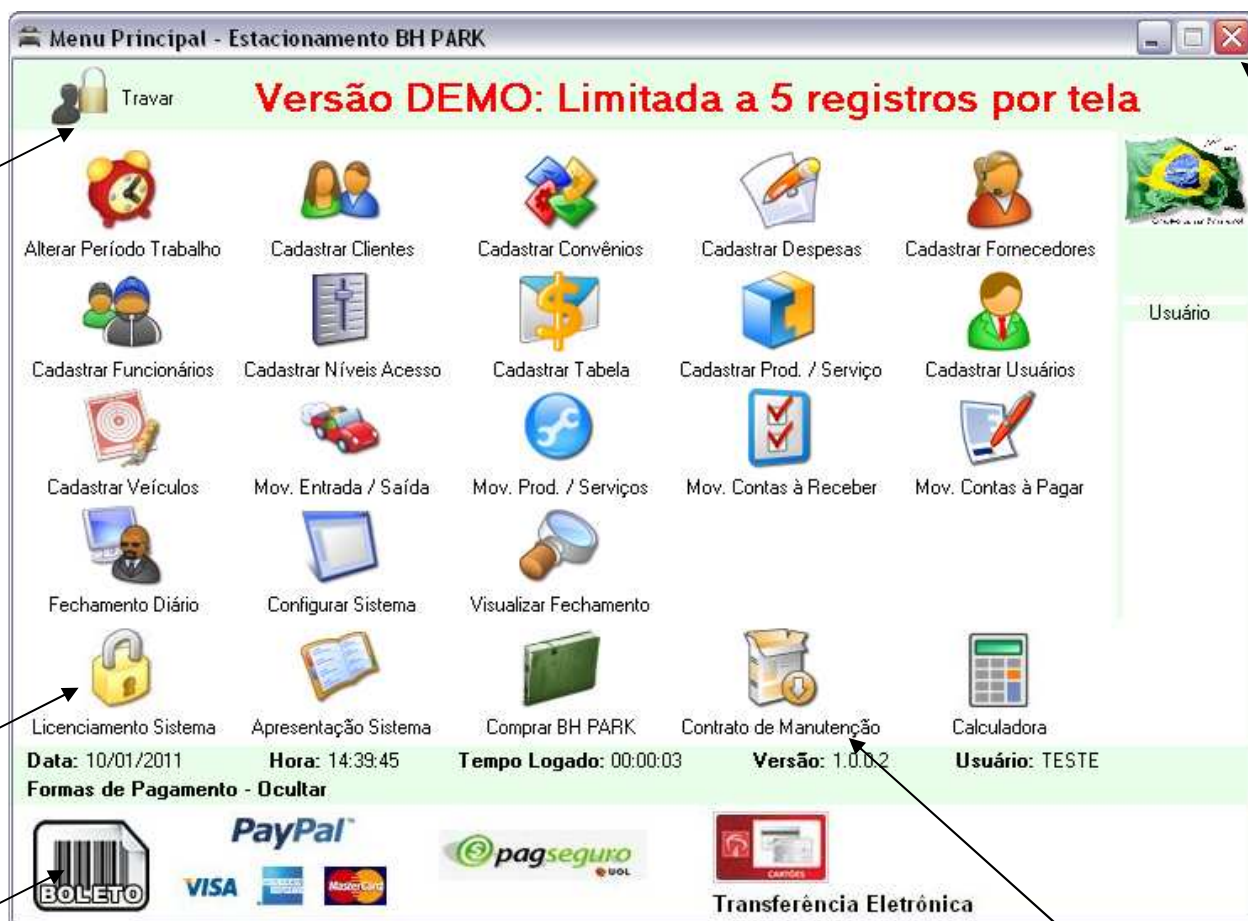 Menu Principal - Estacionamento BH PARK
Travar
Versão DEMO: Limitada a 5 registros por tela
Alterar Período Trabalho Cadastrar Clientes Cadastrar Convênios Cadastrar Despesas Cadastrar Fornecedores
Usuário
Cadastrar Funcionários Cadastrar Níveis Acesso Cadastrar Tabela Cadastrar Prod. / Serviço Cadastrar Usuários
Cadastrar Veículos Mov. Entrada / Saída Mov. Prod. / Serviços Mov. Contas à Receber Mov. Contas à Pagar
Fechamento Diário Configurar Sistema Visualizar Fechamento
Licenciamento Sistema Apresentação Sistema Comprar BH PARK Contrato de Manutenção Calculadora
Data: 10/01/2011 Hora: 14:39:45 Tempo Logado: 00:00:03 Versão: 1.0.0.2 Usuário: TESTE
Formas de Pagamento - Ocultar
BOLETO
PayPal
VISA MasterCard
pagseguro
UOL
CARTÕES
Transferência Eletrônica